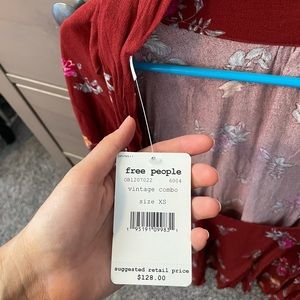 free people
OB1207022 6004
vintage combo
size XS
suggested retail price
$128.00